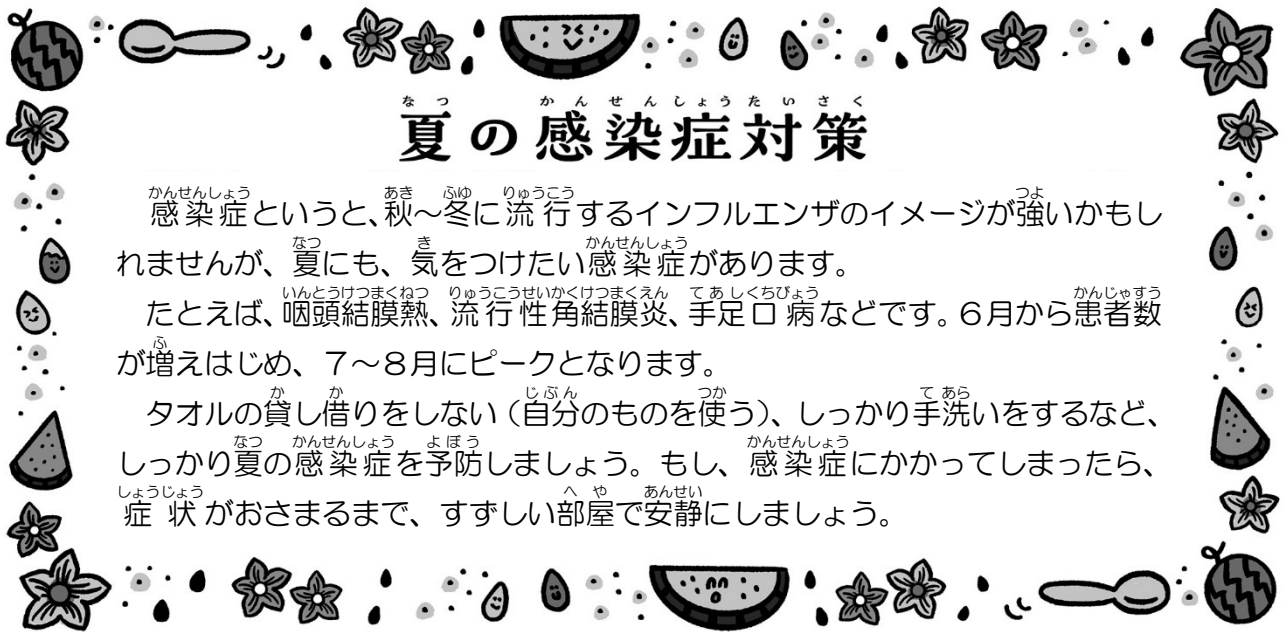 夏の感染症対策
感染症というと、秋～冬に流行するインフルエンザのイメージが強いかもし
れませんが、夏にも、気をつけたい感染症があります。
たとえば、咽頭結膜熱、流行性角結膜炎、手足口病などです。６月から患者数
が増えはじめ、７～８月にピークとなります。
タオルの貸し借りをしない（自分のものを使う）、しっかり手洗いをするなど、
しっかり夏の感染症を予防しましょう。もし、感染症にかかってしまったら、
症状がおさまるまで、すずしい部屋で安静にしましょう。